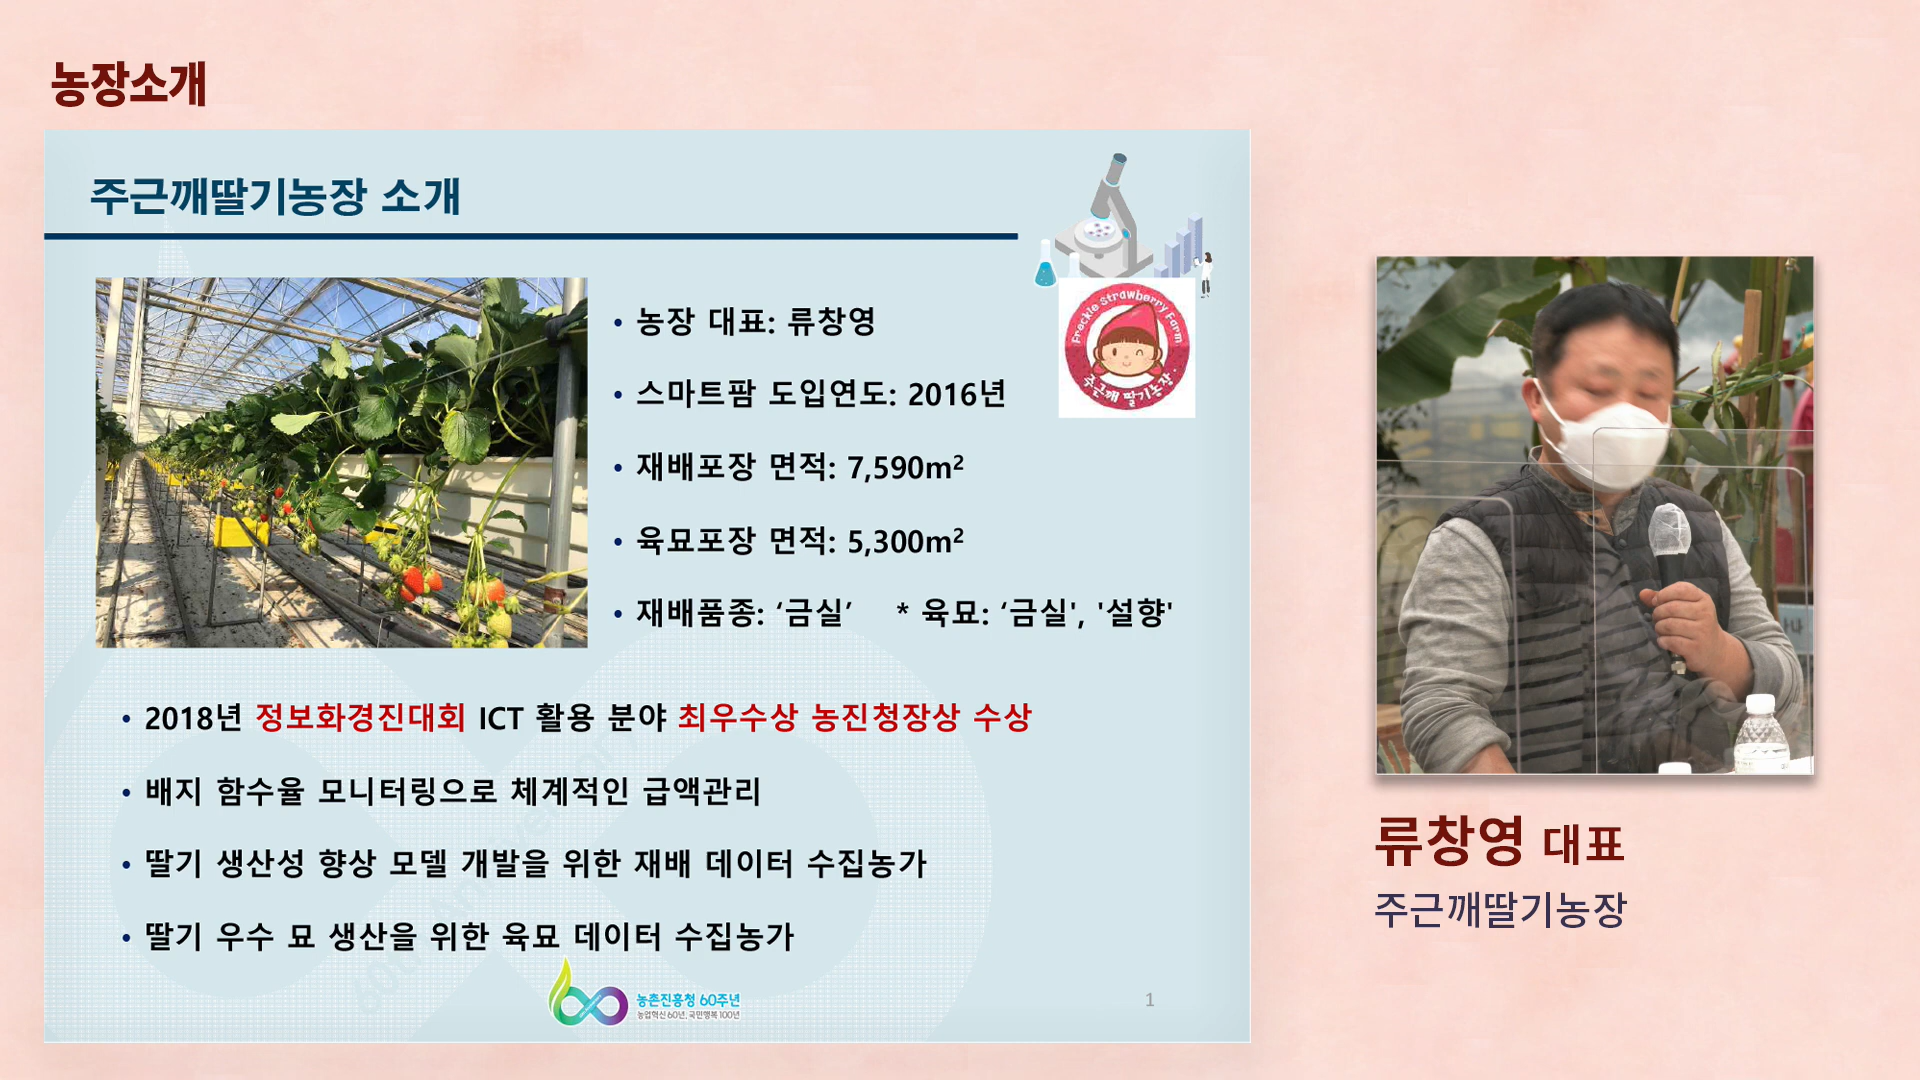 농장소개
주근깨딸기농장 소개
Freckle Strawberry Farm
주근깨 딸기농장
• 농장 대표: 류창영
• 스마트팜 도입연도: 2016년
• 재배포장 면적: 7,590m²
• 육묘포장 면적: 5,300m²
• 재배품종: ‘금실’ * 육묘: ‘금실', '설향'
• 2018년 정보화경진대회 ICT 활용 분야 최우수상 농진청장상 수상
• 배지 함수율 모니터링으로 체계적인 급액관리
• 딸기 생산성 향상 모델 개발을 위한 재배 데이터 수집농가
• 딸기 우수 묘 생산을 위한 육묘 데이터 수집농가
농촌진흥청 60주년
농업혁신 60년, 국민행복 100년
1
류창영 대표
주근깨딸기농장